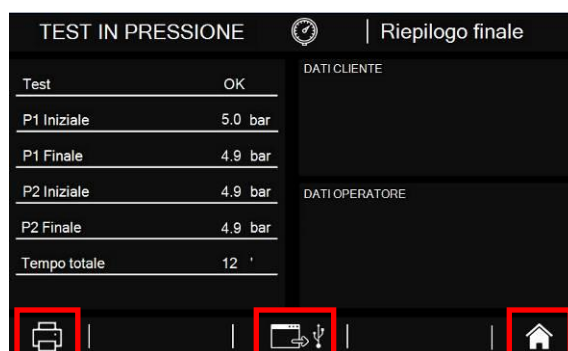 TEST IN PRESSIONE | Riepilogo finale
Test OK
P1 Iniziale 5.0 bar
P1 Finale 4.9 bar
P2 Iniziale 4.9 bar
P2 Finale 4.9 bar
Tempo totale 12 '
DATI CLIENTE
DATI OPERATORE